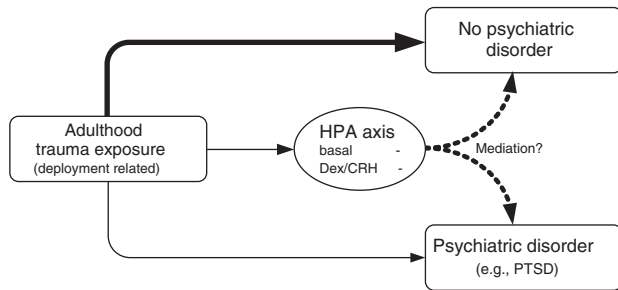 No psychiatric
disorder
Adulthood
trauma exposure
(deployment related)
HPA axis
basal -
Dex/CRH -
Mediation?
Psychiatric disorder
(e.g., PTSD)